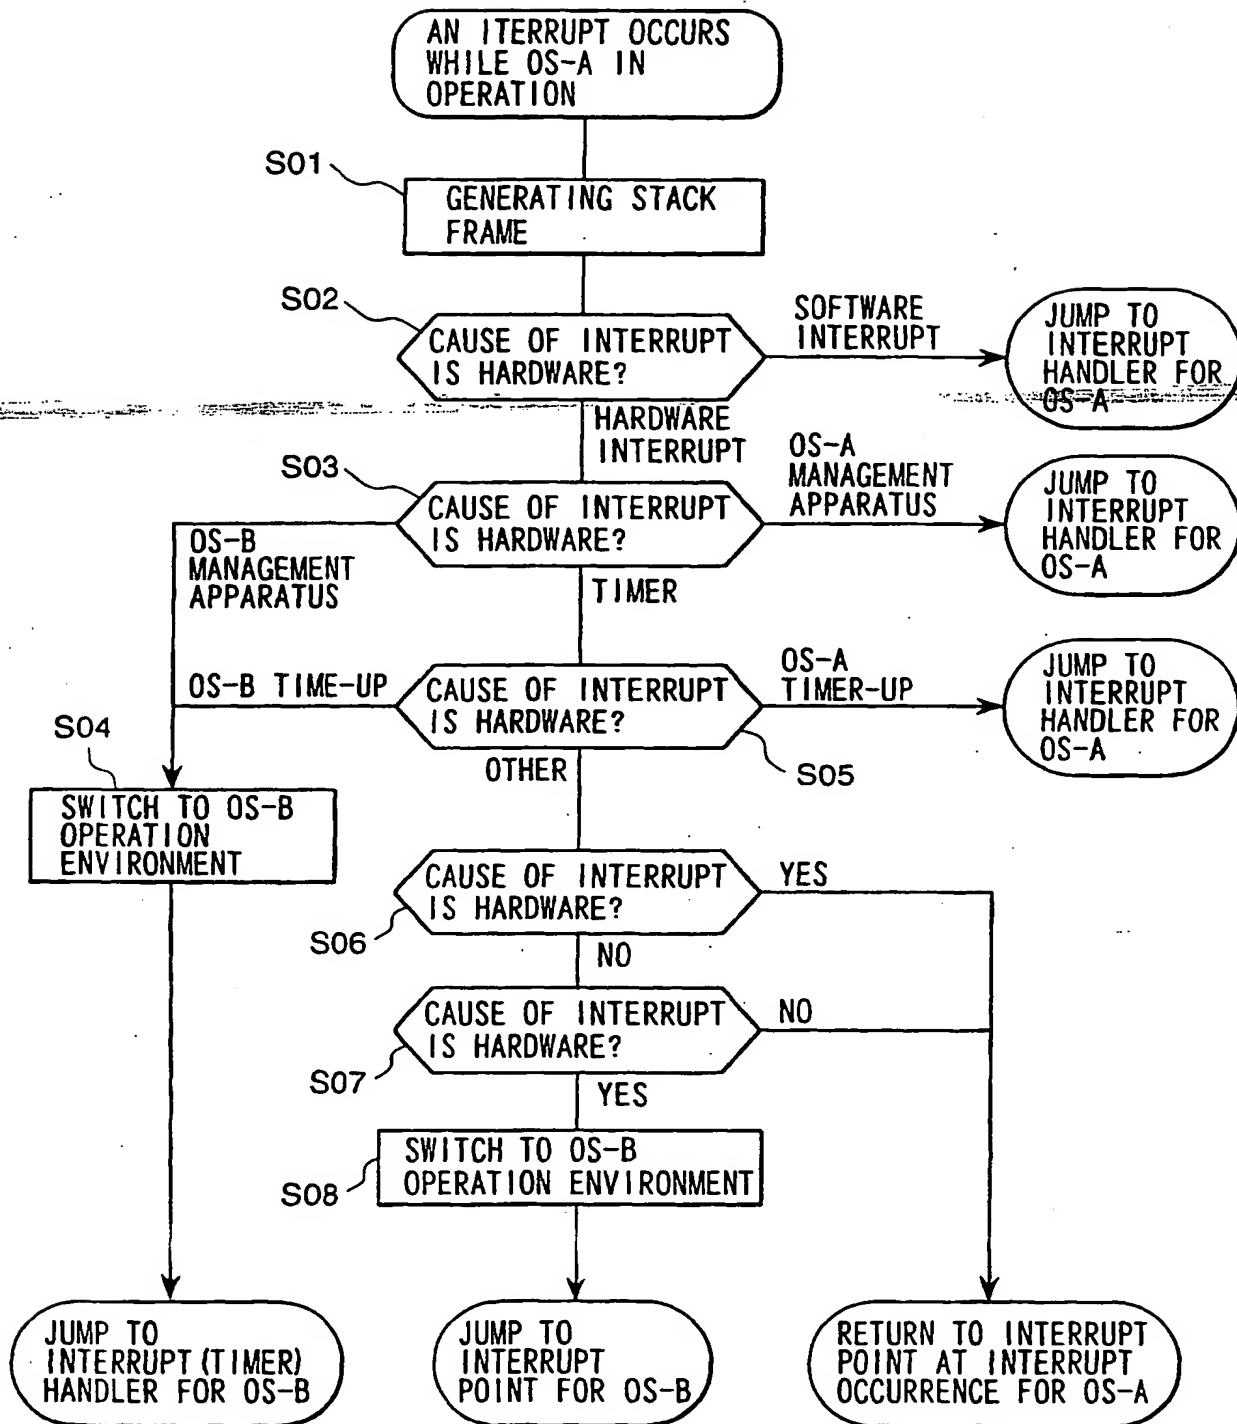 AN ITERRUPT OCCURS
WHILE OS-A IN
OPERATION
S01
GENERATING STACK
FRAME
S02
CAUSE OF INTERRUPT
IS HARDWARE?
SOFTWARE
INTERRUPT
JUMP TO
INTERRUPT
HANDLER FOR
OS-A
HARDWARE
INTERRUPT
S03
CAUSE OF INTERRUPT
IS HARDWARE?
OS-A
MANAGEMENT
APPARATUS
JUMP TO
INTERRUPT
HANDLER FOR
OS-A
OS-B
MANAGEMENT
APPARATUS
TIMER
OS-B TIME-UP
CAUSE OF INTERRUPT
IS HARDWARE?
S05
OS-A
TIMER-UP
JUMP TO
INTERRUPT
HANDLER FOR
OS-A
S04
SWITCH TO OS-B
OPERATION
ENVIRONMENT
OTHER
CAUSE OF INTERRUPT
IS HARDWARE?
S06
YES
NO
CAUSE OF INTERRUPT
IS HARDWARE?
S07
NO
YES
SWITCH TO OS-B
OPERATION ENVIRONMENT
S08
JUMP TO
INTERRUPT(TIMER)
HANDLER FOR OS-B
JUMP TO
INTERRUPT
POINT FOR OS-B
RETURN TO INTERRUPT
POINT AT INTERRUPT
OCCURRENCE FOR OS-A